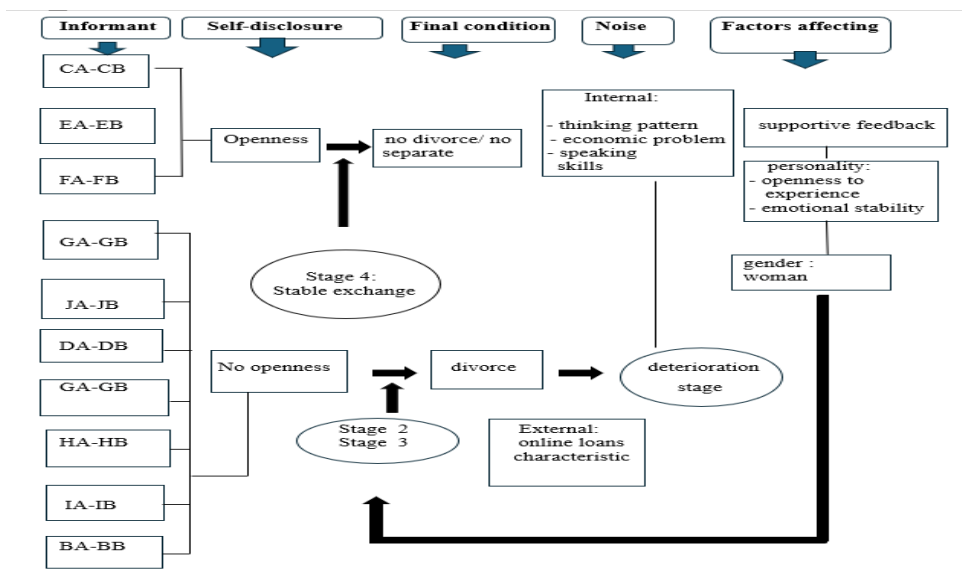 Informant
Self-disclosure
Final condition
Noise
Factors affecting
CA-CB
EA-EB
FA-FB
GA-GB
JA-JB
DA-DB
GA-GB
HA-HB
IA-IB
BA-BB
Openness
no divorce/ no
separate
Stage 4:
Stable exchange
No openness
divorce
Stage 2
Stage 3
Internal:
- thinking pattern
- economic problem
- speaking
skills
deterioration
stage
External:
online loans
characteristic
supportive feedback
personality:
- openness to
experience
- emotional stability
gender :
woman